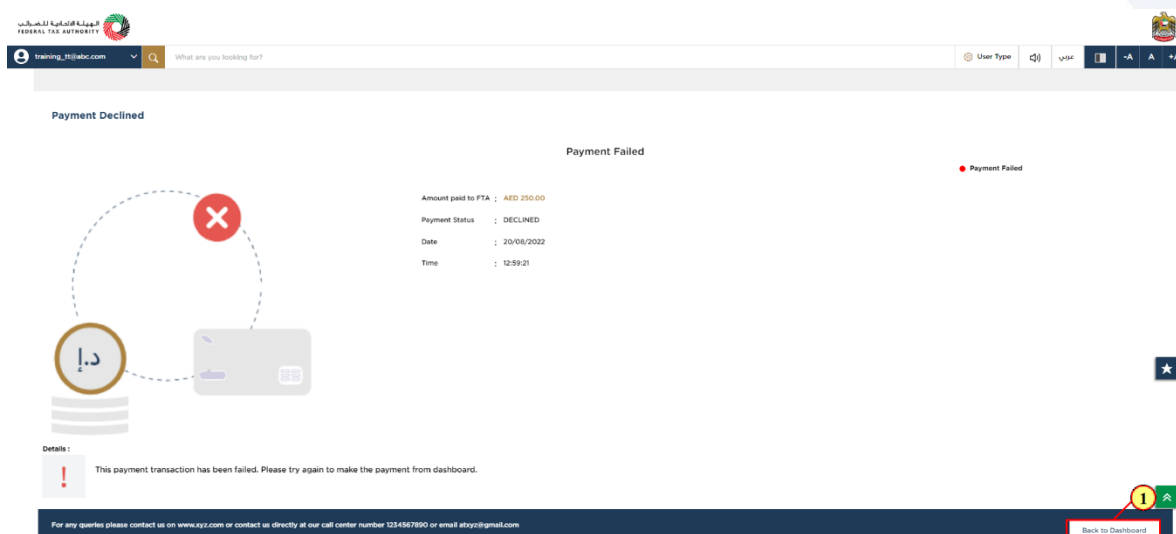 الهيئة الاتحادية للضرائب
FEDERAL TAX AUTHORITY
training_tt@abc.com
What are you looking for?
User Type
عربي
-A A +A
Payment Declined
Payment Failed
Payment Failed
Amount paid to FTA : AED 250.00
Payment Status : DECLINED
Date : 20/08/2022
Time : 12:59:21
د.إ
Details :
This payment transaction has been failed. Please try again to make the payment from dashboard.
1
For any queries please contact us on www.xyz.com or contact us directly at our call center number 1234567890 or email atxyz@gmail.com
Back to Dashboard